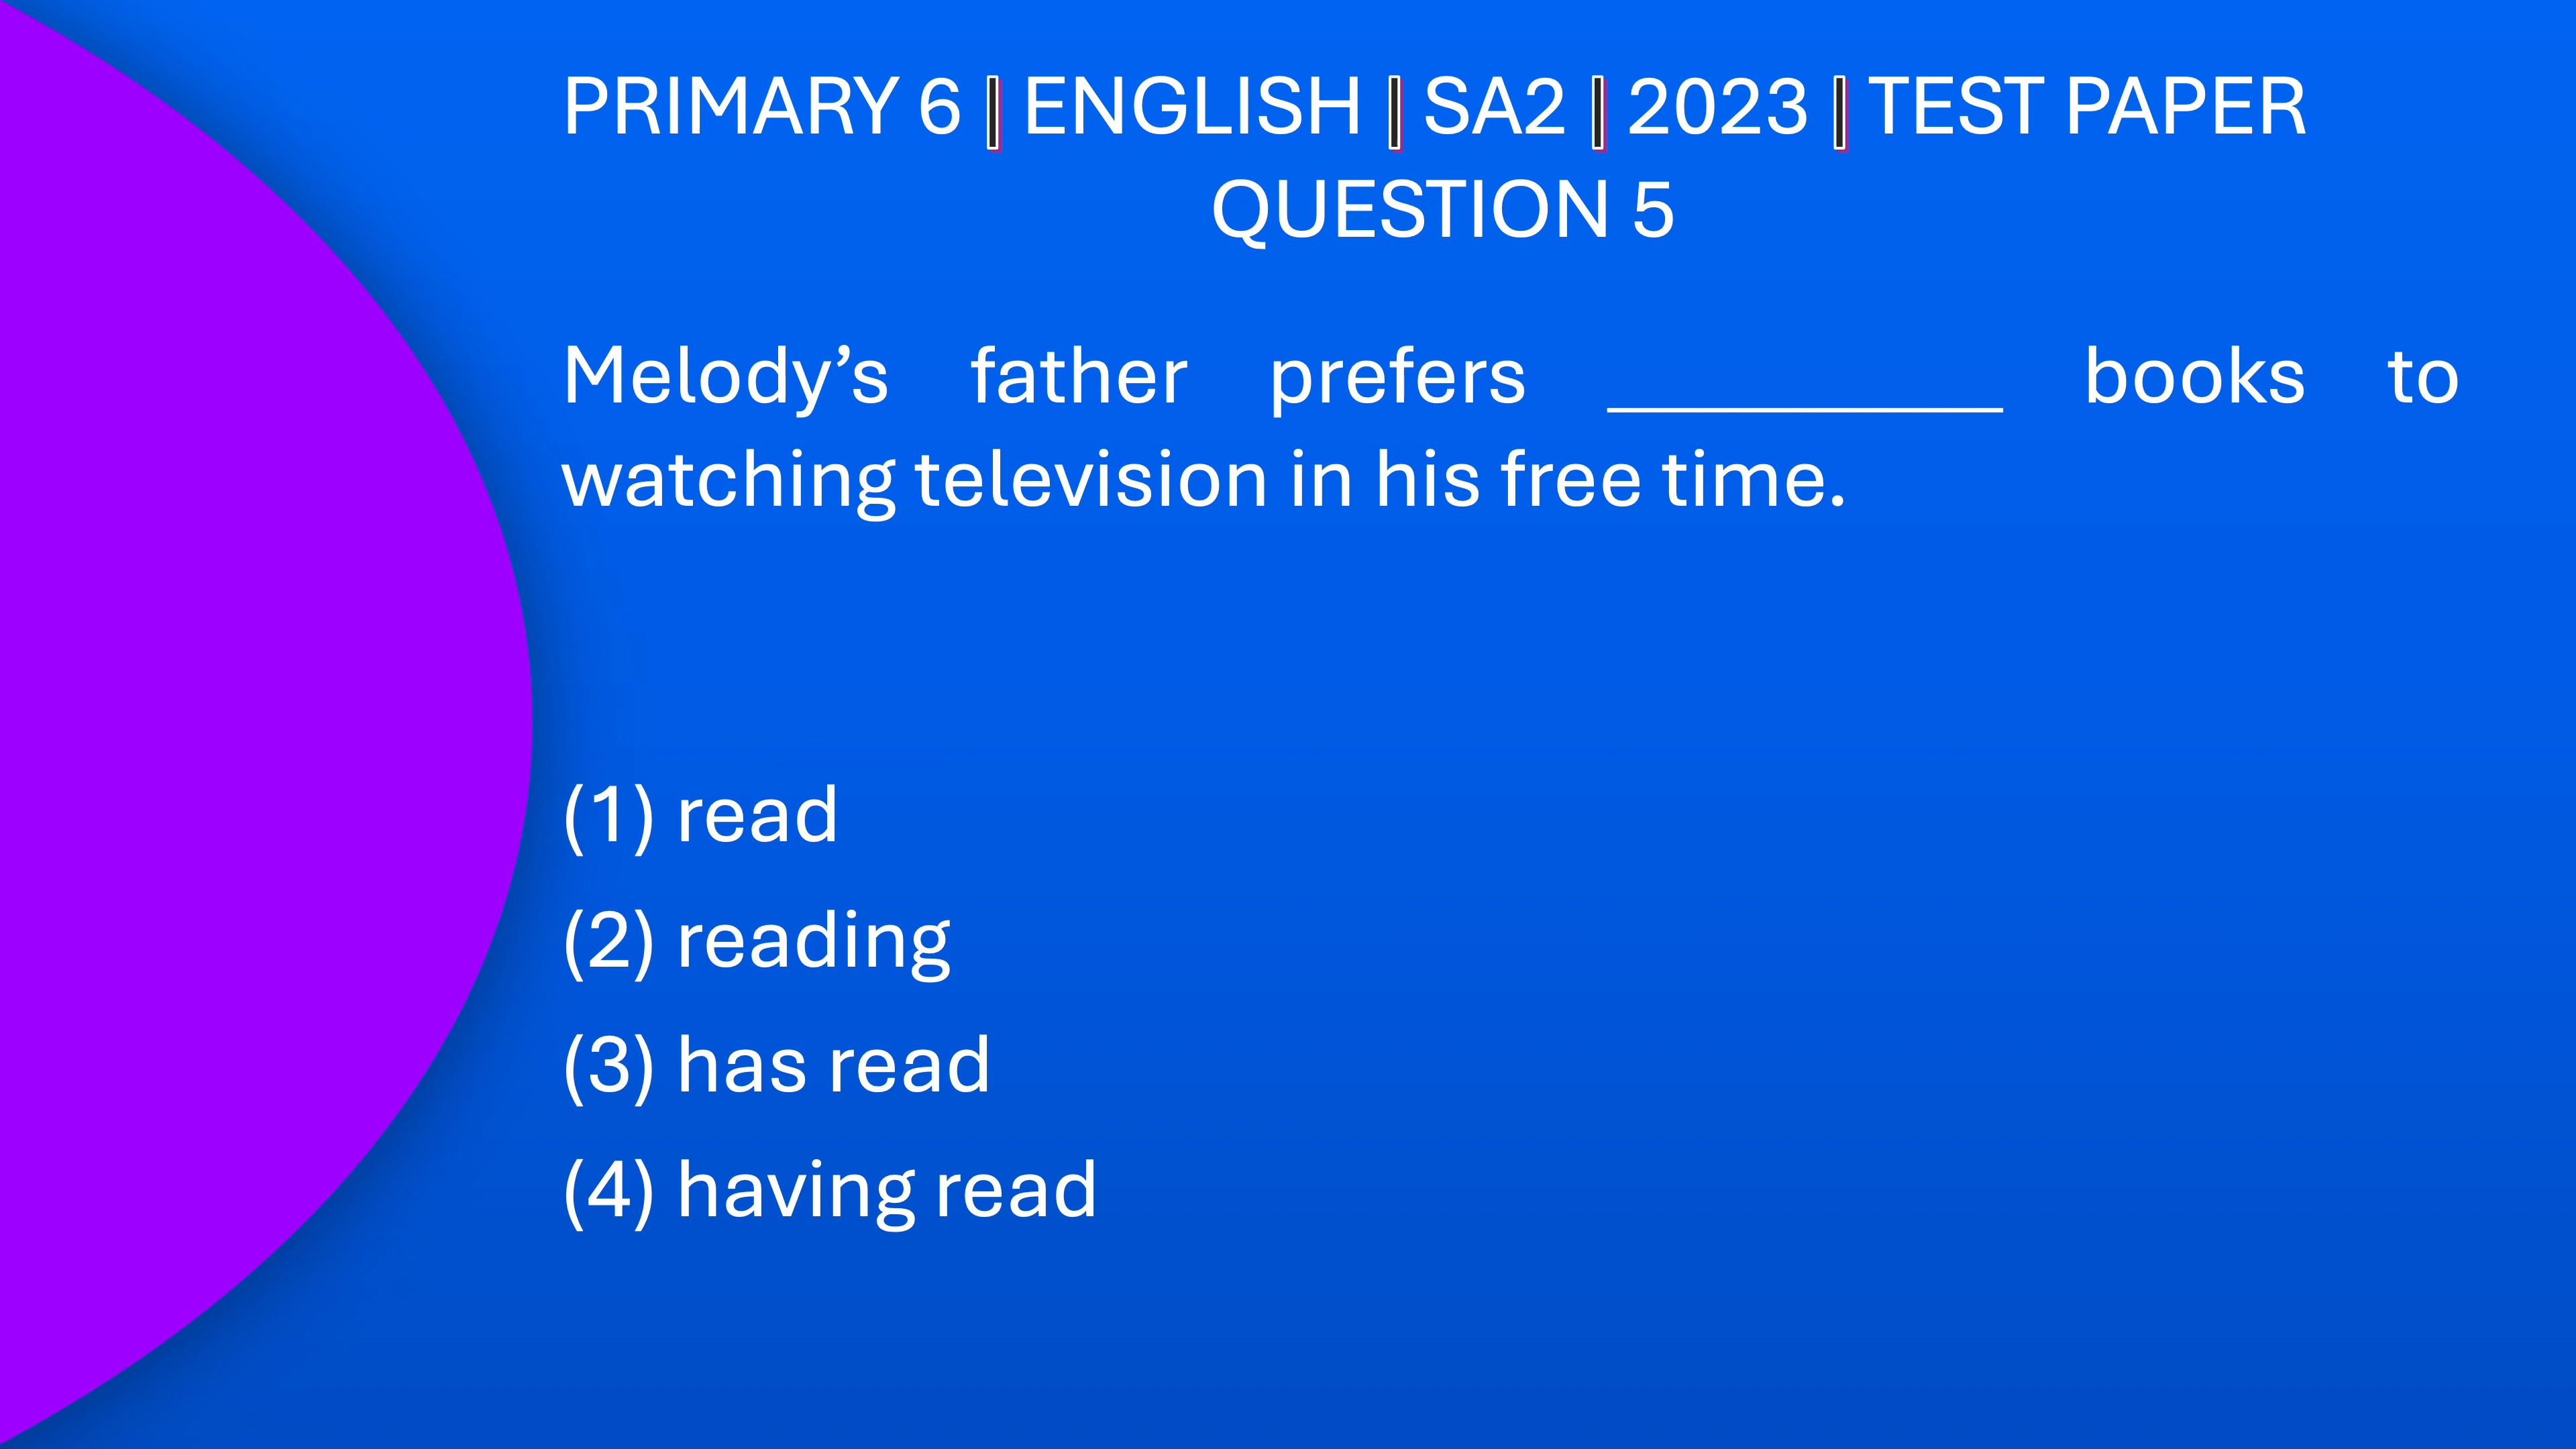 PRIMARY 6 | ENGLISH | SA2 | 2023 | TEST PAPER
QUESTION 5
Melody’s father prefers __________ books to
watching television in his free time.
(1) read
(2) reading
(3) has read
(4) having read